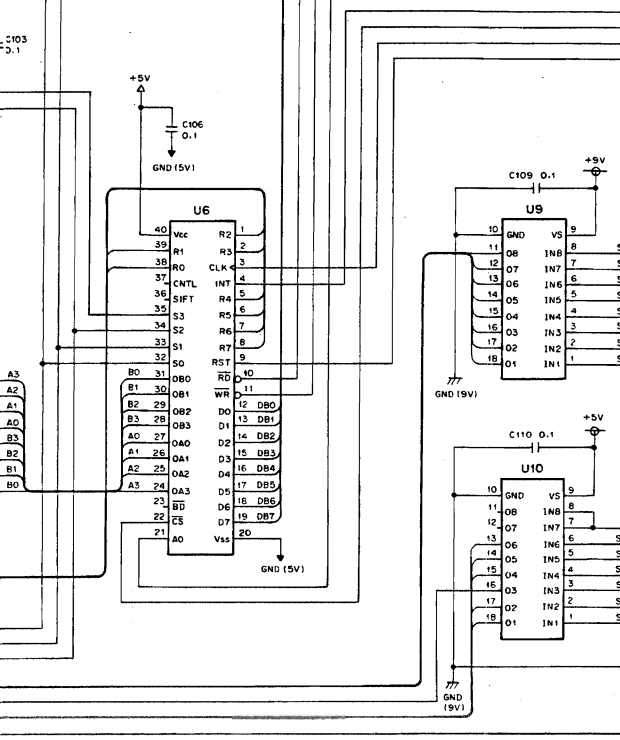 C103
0.1
+5V
C106
0.1
GND (5V)
U6
40 Vcc R2 1
39 R1 R3 2
38 R0 CLK 3
37 CNTL INT 4
36 SIFT R4 5
35 S3 R5 6
34 S2 R6 7
33 S1 R7 8
32 S0 RST 9
B0 31 OB0 RD 10
B1 30 OB1 WR 11
B2 29 OB2 D0 12 DB0
B3 28 OB3 D1 13 DB1
A0 27 OA0 D2 14 DB2
A1 26 OA1 D3 15 DB3
A2 25 OA2 D4 16 DB4
A3 24 OA3 D5 17 DB5
23 BD D6 18 DB6
22 CS D7 19 DB7
21 A0 Vss 20
GND (5V)
A3
A2
A1
A0
B3
B2
B1
B0
+9V
C109 0.1
U9
10 GND VS 9
11 O8 IN8 8
12 O7 IN7 7
13 O6 IN6 6
14 O5 IN5 5
15 O4 IN4 4
16 O3 IN3 3
17 O2 IN2 2
18 O1 IN1 1
GND (9V)
+5V
C110 0.1
U10
10 GND VS 9
11 O8 IN8 8
12 O7 IN7 7
13 O6 IN6 6
14 O5 IN5 5
15 O4 IN4 4
16 O3 IN3 3
17 O2 IN2 2
18 O1 IN1 1
GND
(9V)